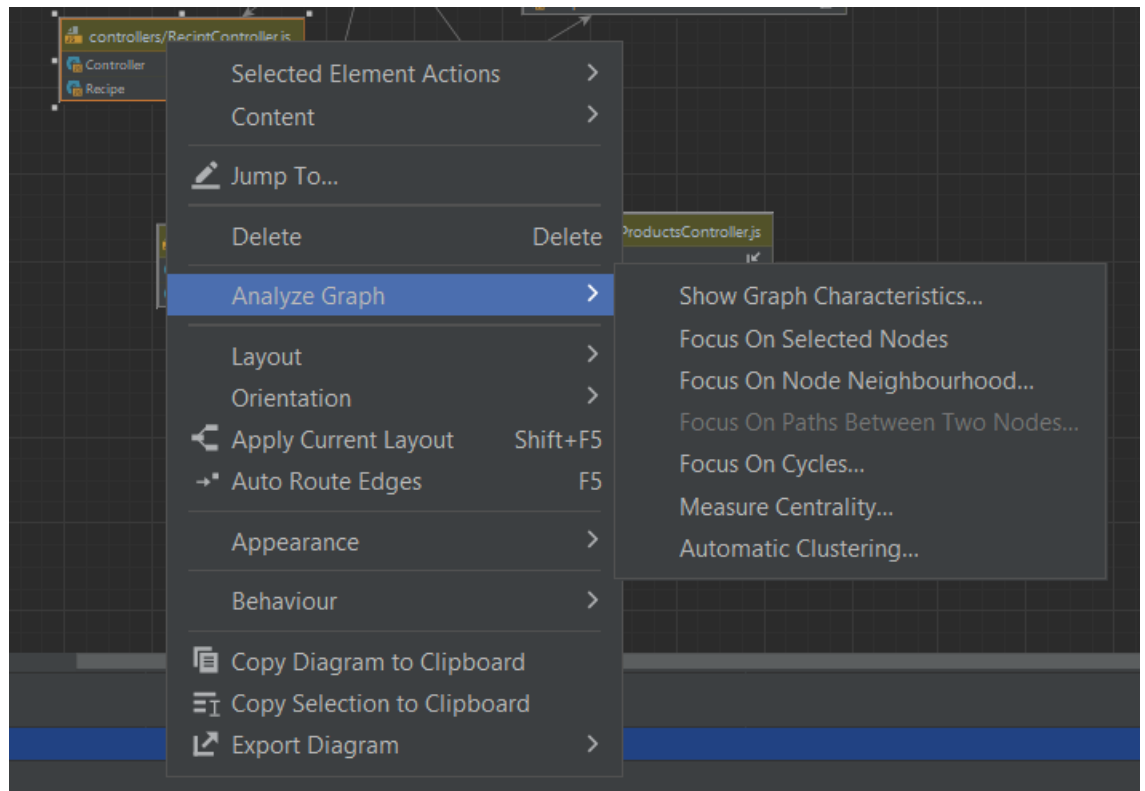 controllers/ReciptController.js
Controller
Recipe
Selected Element Actions
Content
Jump To...
Delete Delete
ProductsController.js
Analyze Graph
Show Graph Characteristics...
Focus On Selected Nodes
Focus On Node Neighbourhood...
Focus On Paths Between Two Nodes...
Focus On Cycles...
Measure Centrality...
Automatic Clustering...
Layout
Orientation
Apply Current Layout Shift+F5
Auto Route Edges F5
Appearance
Behaviour
Copy Diagram to Clipboard
Copy Selection to Clipboard
Export Diagram